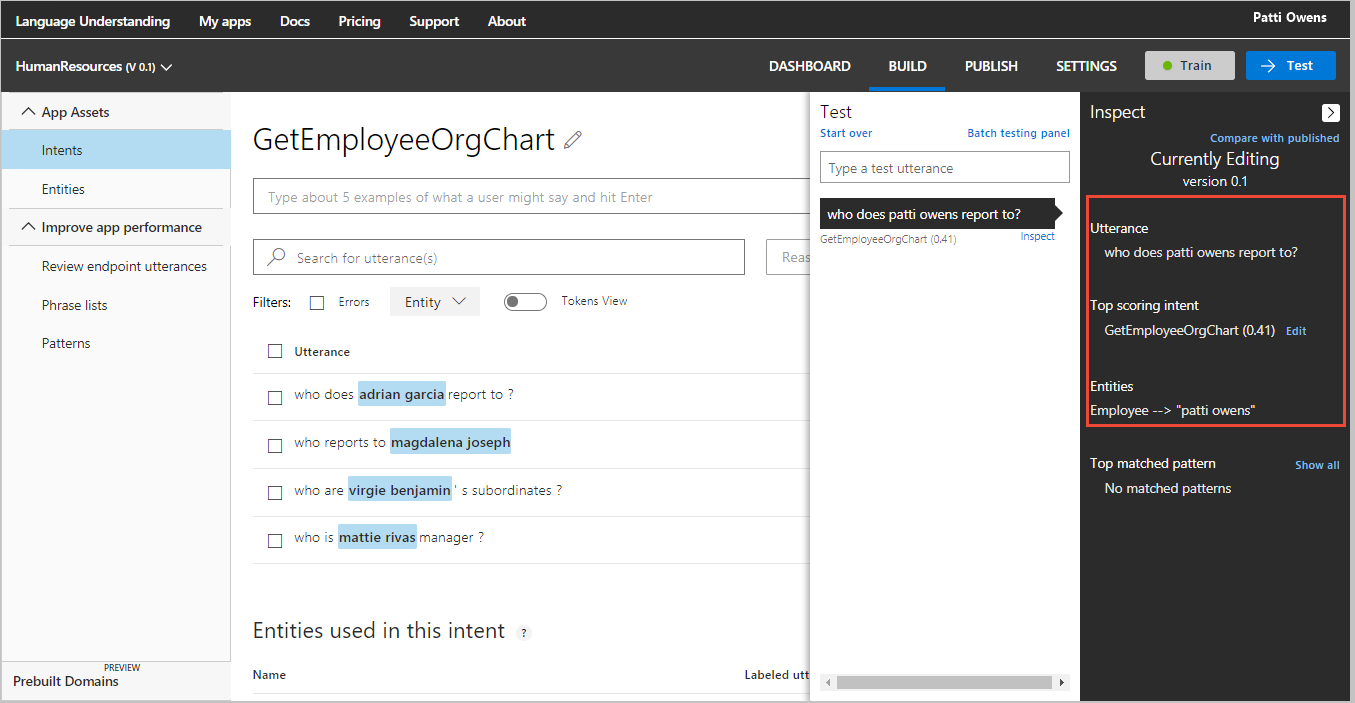 Language Understanding My apps Docs Pricing Support About Patti Owens
HumanResources (V 0.1) DASHBOARD BUILD PUBLISH SETTINGS Train Test
App Assets
Intents
Entities
Improve app performance
Review endpoint utterances
Phrase lists
Patterns
PREVIEW
Prebuilt Domains
GetEmployeeOrgChart
Type about 5 examples of what a user might say and hit Enter
Search for utterance(s) Reas
Filters: Errors Entity Tokens View
Utterance
who does adrian garcia report to ?
who reports to magdalena joseph
who are virgie benjamin ' s subordinates ?
who is mattie rivas manager ?
Entities used in this intent ?
Name Labeled utt
Test
Start over Batch testing panel
Type a test utterance
who does patti owens report to?
GetEmployeeOrgChart (0.41) Inspect
Inspect
Compare with published
Currently Editing
version 0.1
Utterance
who does patti owens report to?
Top scoring intent
GetEmployeeOrgChart (0.41) Edit
Entities
Employee --> "patti owens"
Top matched pattern Show all
No matched patterns